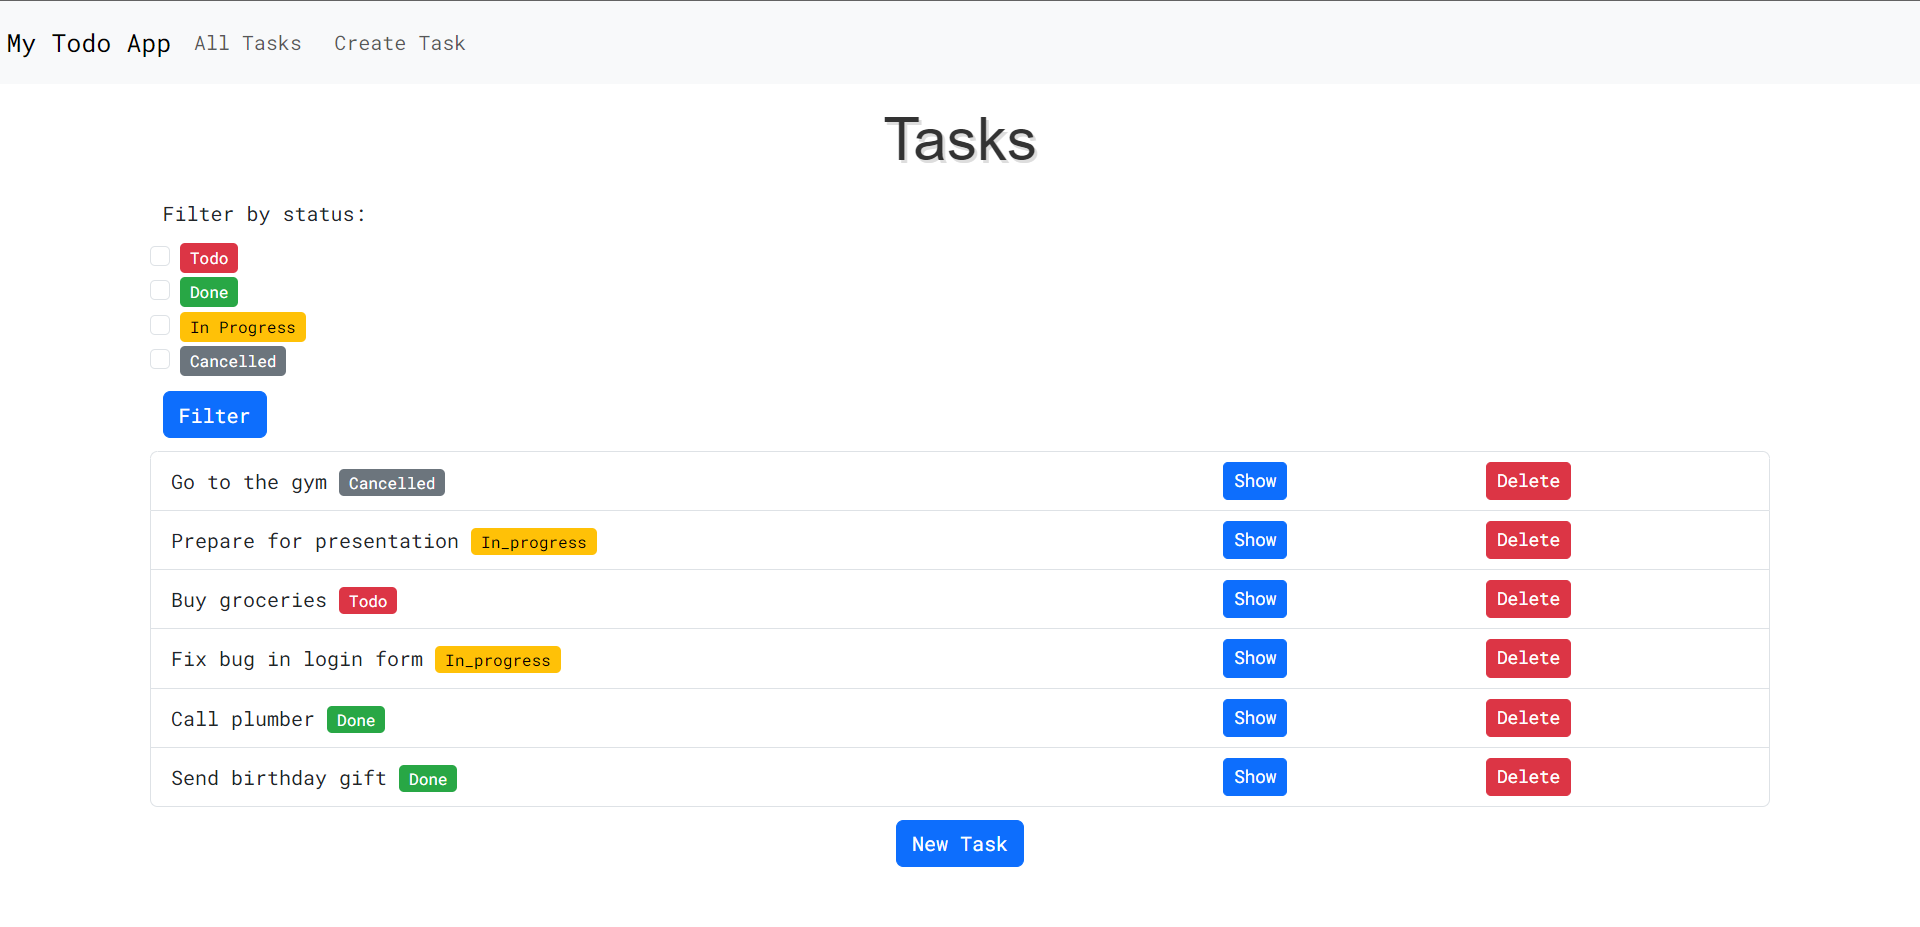 My Todo App All Tasks Create Task
Tasks
Filter by status:
Todo
Done
In Progress
Cancelled
Filter
Go to the gym Cancelled Show Delete
Prepare for presentation In_progress Show Delete
Buy groceries Todo Show Delete
Fix bug in login form In_progress Show Delete
Call plumber Done Show Delete
Send birthday gift Done Show Delete
New Task